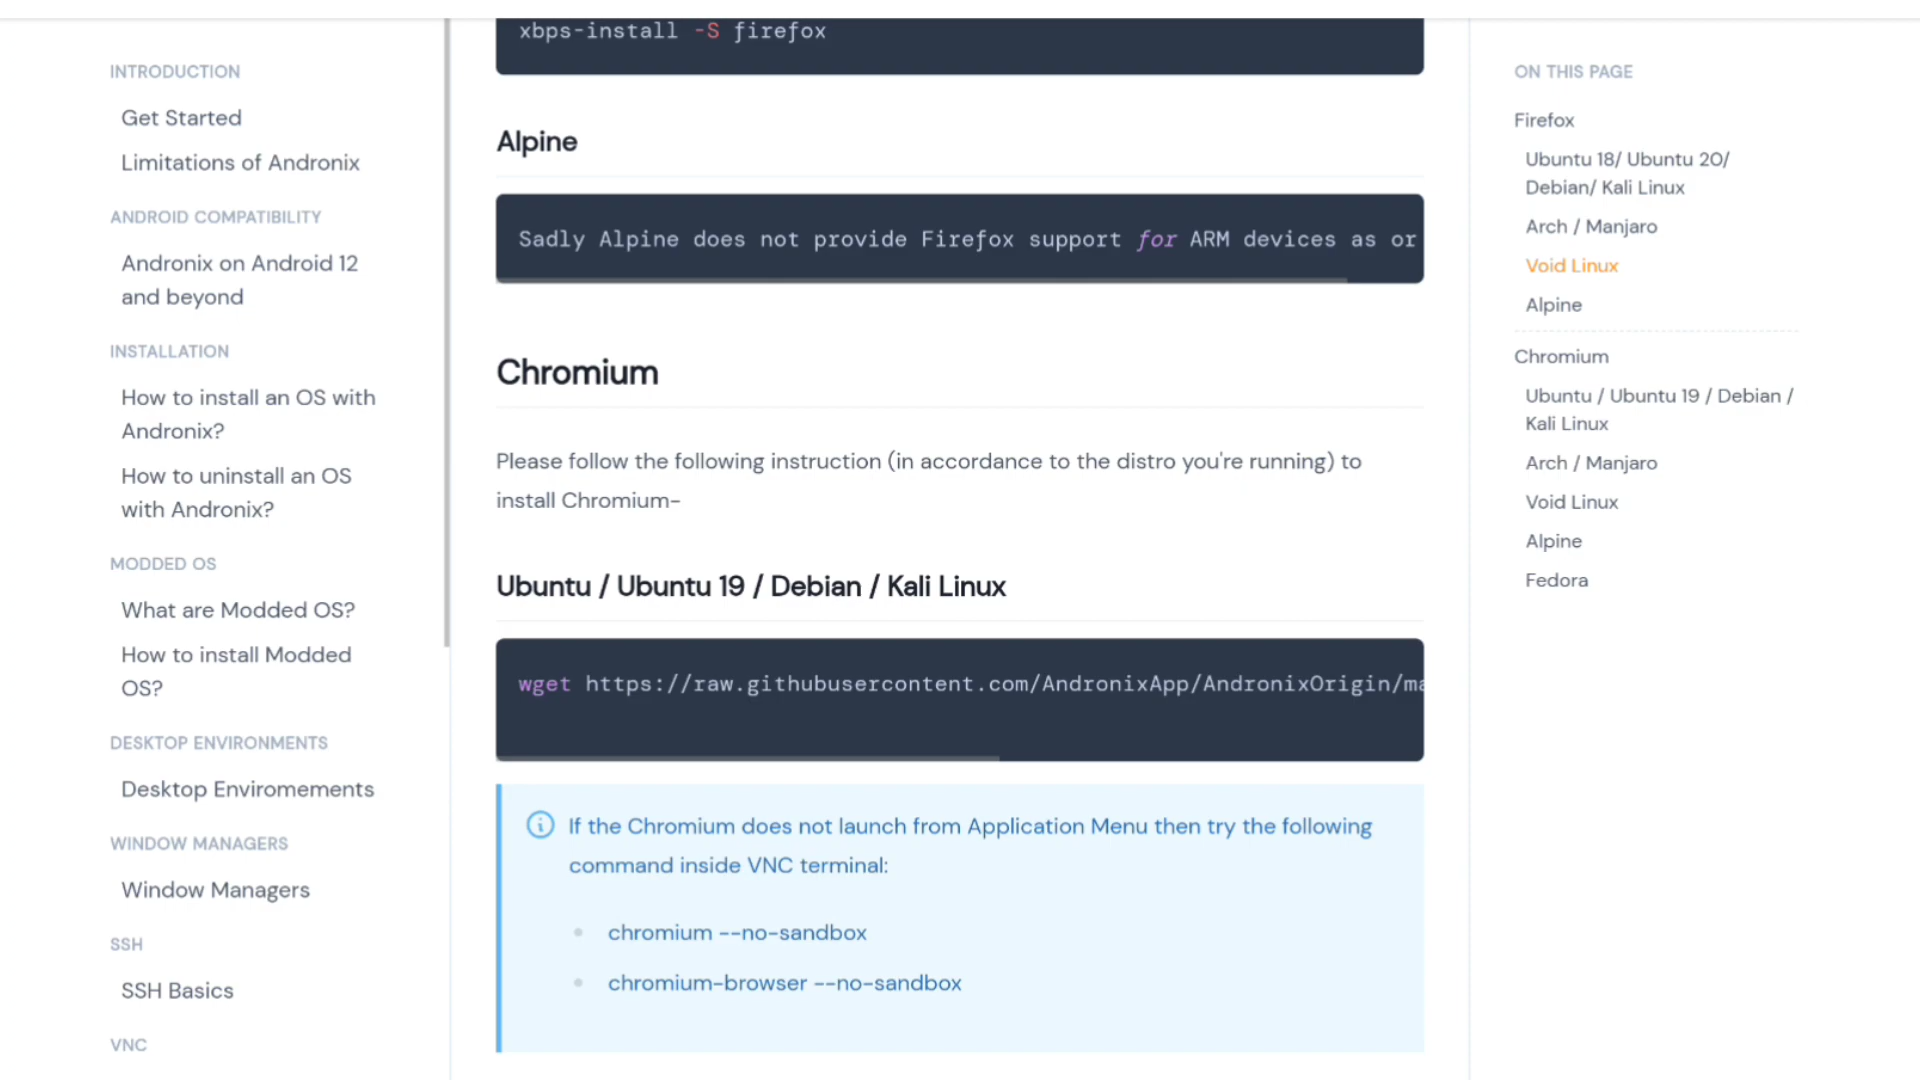 INTRODUCTION
Get Started
Limitations of Andronix
ANDROID COMPATIBILITY
Andronix on Android 12
and beyond
INSTALLATION
How to install an OS with
Andronix?
How to uninstall an OS
with Andronix?
MODDED OS
What are Modded OS?
How to install Modded
OS?
DESKTOP ENVIRONMENTS
Desktop Enviromements
WINDOW MANAGERS
Window Managers
SSH
SSH Basics
VNC
xbps-install -S firefox
Alpine
Sadly Alpine does not provide Firefox support for ARM devices as or
Chromium
Please follow the following instruction (in accordance to the distro you're running) to
install Chromium-
Ubuntu / Ubuntu 19 / Debian / Kali Linux
wget https://raw.githubusercontent.com/AndronixApp/AndronixOrigin/ma
If the Chromium does not launch from Application Menu then try the following
command inside VNC terminal:
chromium --no-sandbox
chromium-browser --no-sandbox
ON THIS PAGE
Firefox
Ubuntu 18/ Ubuntu 20/
Debian/ Kali Linux
Arch / Manjaro
Void Linux
Alpine
Chromium
Ubuntu / Ubuntu 19 / Debian /
Kali Linux
Arch / Manjaro
Void Linux
Alpine
Fedora